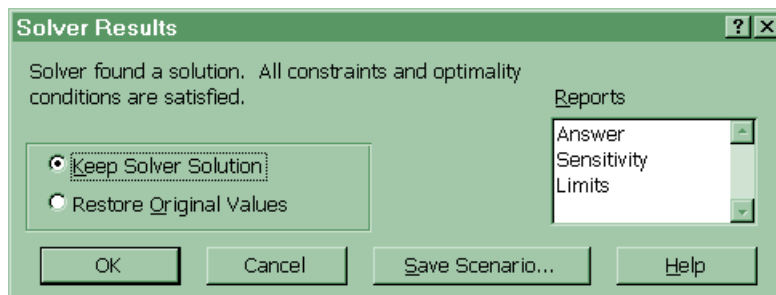 Solver Results
Solver found a solution. All constraints and optimality
conditions are satisfied.
Reports
Answer
Sensitivity
Limits
Keep Solver Solution
Restore Original Values
OK Cancel Save Scenario... Help